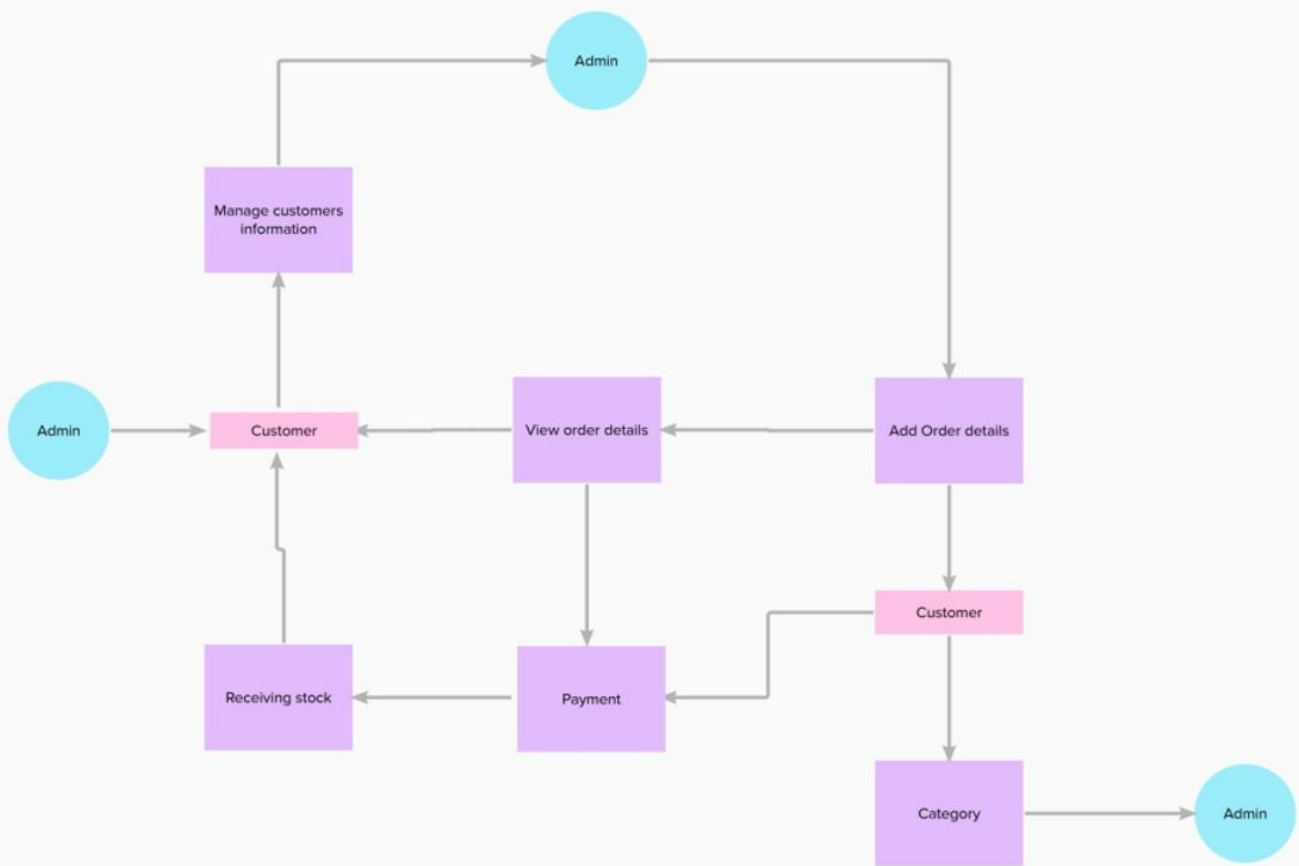 Admin
Manage customers
information
Admin
Customer
View order details
Add Order details
Customer
Receiving stock
Payment
Category
Admin